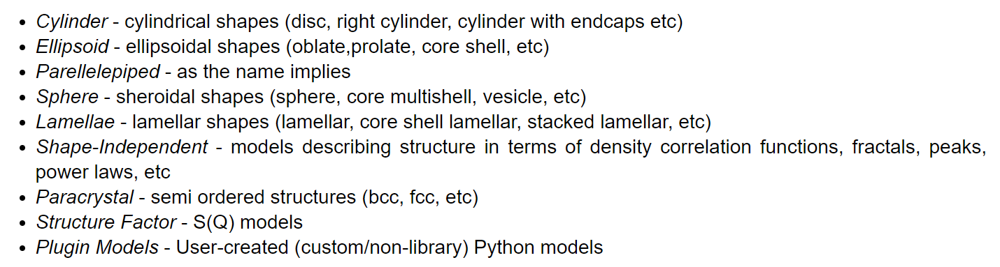 • Cylinder - cylindrical shapes (disc, right cylinder, cylinder with endcaps etc)
• Ellipsoid - ellipsoidal shapes (oblate,prolate, core shell, etc)
• Parellelepiped - as the name implies
• Sphere - sheroidal shapes (sphere, core multishell, vesicle, etc)
• Lamellae - lamellar shapes (lamellar, core shell lamellar, stacked lamellar, etc)
• Shape-Independent - models describing structure in terms of density correlation functions, fractals, peaks,
power laws, etc
• Paracrystal - semi ordered structures (bcc, fcc, etc)
• Structure Factor - S(Q) models
• Plugin Models - User-created (custom/non-library) Python models